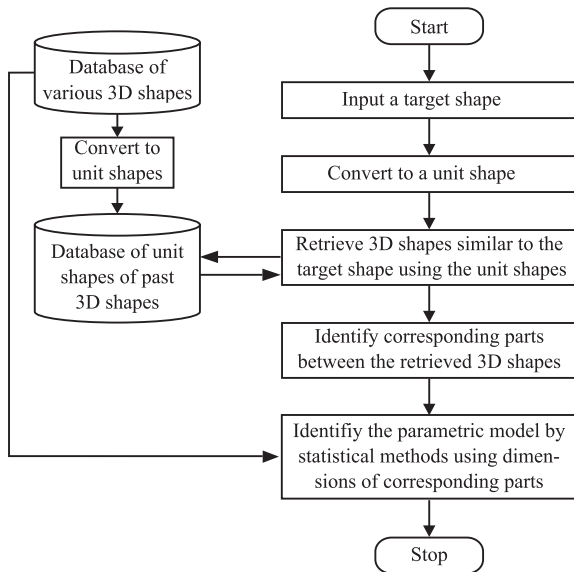 Start
Input a target shape
Convert to a unit shape
Retrieve 3D shapes similar to the
target shape using the unit shapes
Identify corresponding parts
between the retrieved 3D shapes
Identifiy the parametric model by
statistical methods using dimen-
sions of corresponding parts
Stop
Database of
various 3D shapes
Convert to
unit shapes
Database of unit
shapes of past
3D shapes